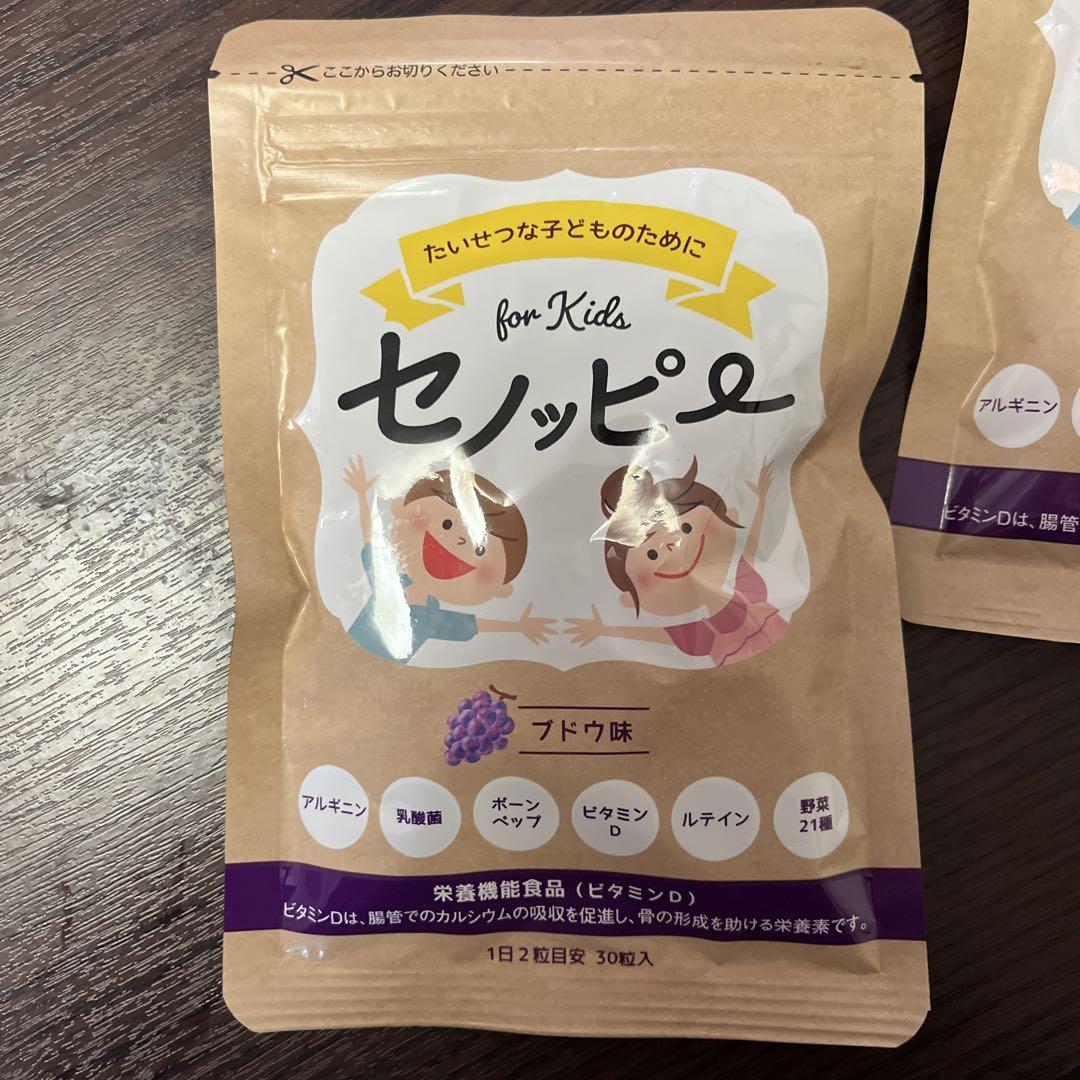 ここからお切りください
たいせつな子どものために
for Kids
セノッピー
ブドウ味
アルギニン
乳酸菌
ボーン
ペップ
ビタミン
D
ルテイン
野菜
21種
栄養機能食品(ビタミンD)
ビタミンDは、腸管でのカルシウムの吸収を促進し、骨の形成を助ける栄養素です。
1日2粒目安 30粒入
アルギニン
ビタミンDは、腸管